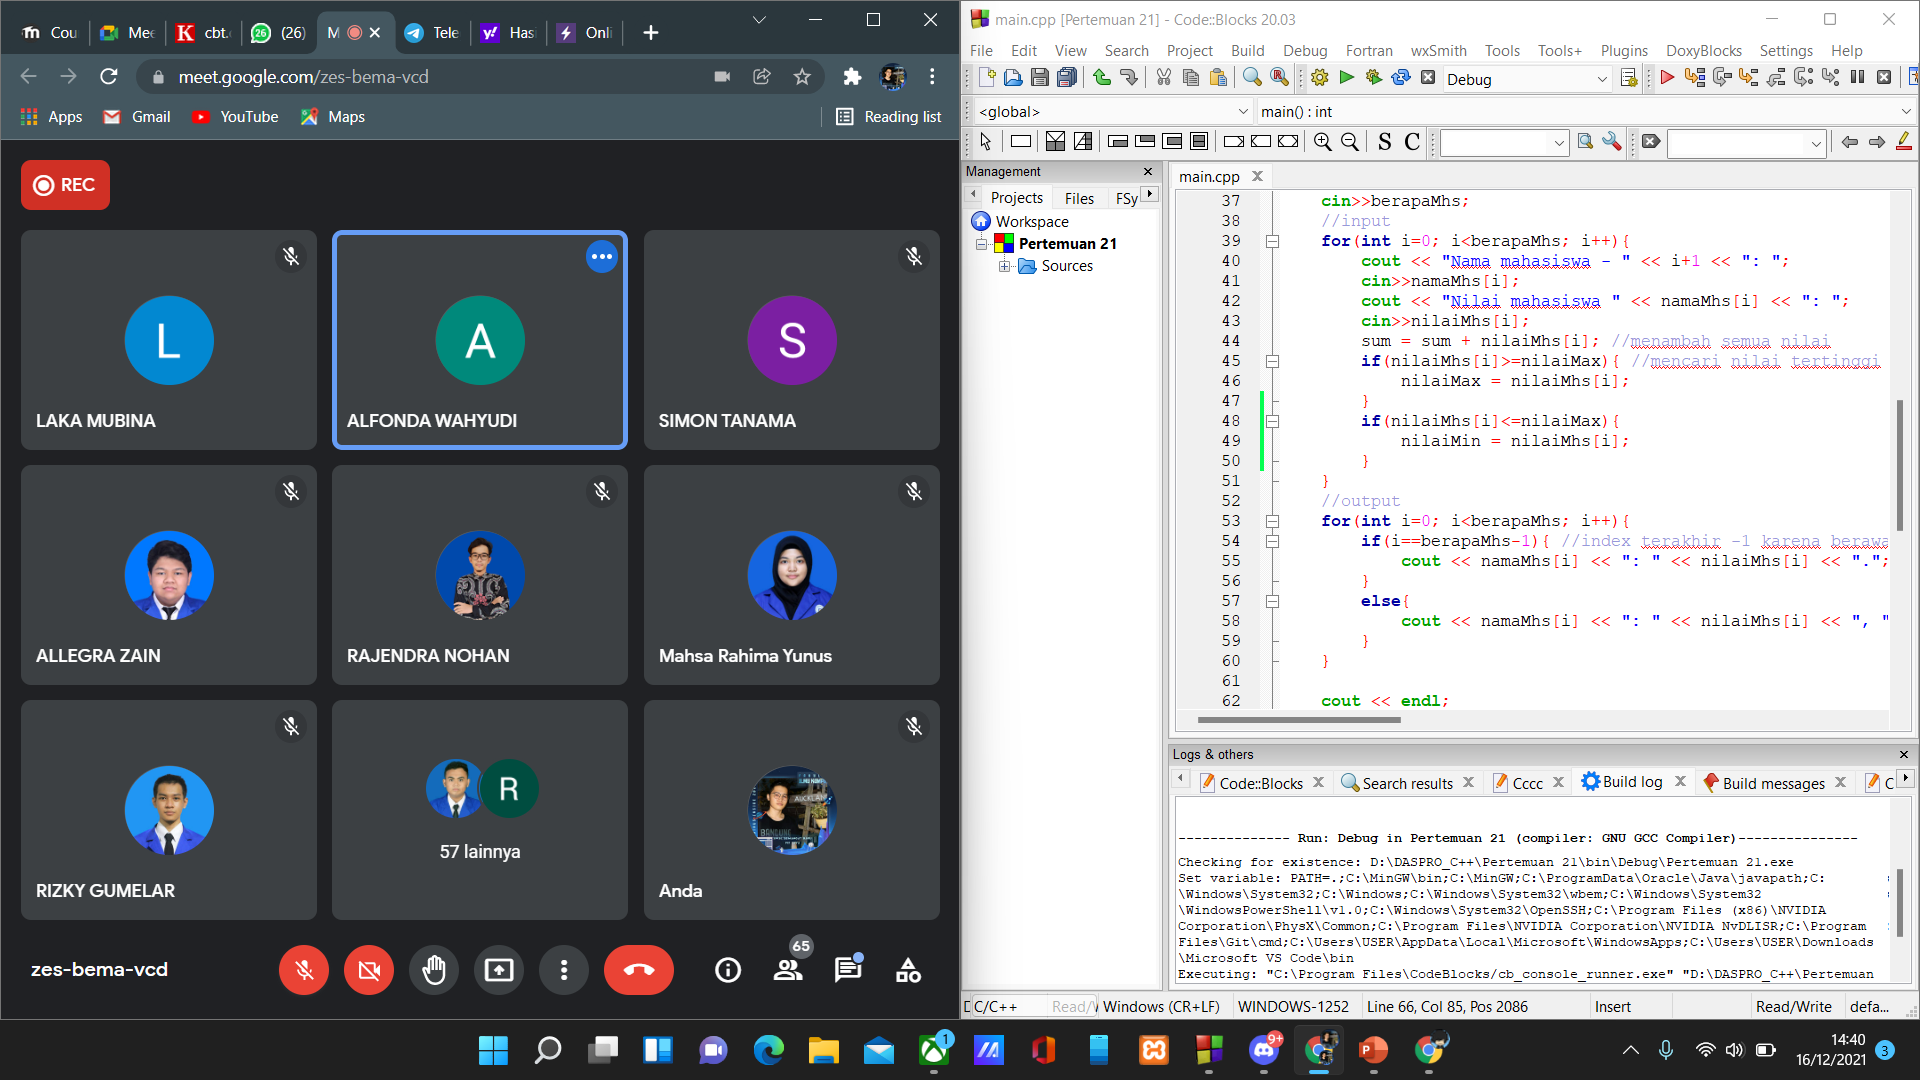 Cou
Mee
cbt.
(26)
M
Tele
Has
Onli
meet.google.com/zes-bema-vcd
Apps
Gmail
YouTube
Maps
Reading list
REC
L
LAKA MUBINA
A
ALFONDA WAHYUDI
S
SIMON TANAMA
ALLEGRA ZAIN
RAJENDRA NOHAN
Mahsa Rahima Yunus
RIZKY GUMELAR
R
57 lainnya
Anda
zes-bema-vcd
65
main.cpp [Pertemuan 21] - Code::Blocks 20.03
File Edit View Search Project Build Debug Fortran wxSmith Tools Tools+ Plugins DoxyBlocks Settings Help
Debug
<global>
main() : int
S C
Management
Projects Files FSy
Workspace
Pertemuan 21
Sources
main.cpp
37 cin>>berapaMhs;
38 //input
39 for(int i=0; i<berapaMhs; i++){
40 cout << "Nama mahasiswa - " << i+1 << ": ";
41 cin>>namaMhs[i];
42 cout << "Nilai mahasiswa " << namaMhs[i] << ": ";
43 cin>>nilaiMhs[i];
44 sum = sum + nilaiMhs[i]; //menambah semua nilai
45 if(nilaiMhs[i]>=nilaiMax){ //mencari nilai tertinggi
46 nilaiMax = nilaiMhs[i];
47 }
48 if(nilaiMhs[i]<=nilaiMax){
49 nilaiMin = nilaiMhs[i];
50 }
51 }
52 //output
53 for(int i=0; i<berapaMhs; i++){
54 if(i==berapaMhs-1){ //index terakhir -1 karena berawa
55 cout << namaMhs[i] << ": " << nilaiMhs[i] << ".";
56 }
57 else{
58 cout << namaMhs[i] << ": " << nilaiMhs[i] << ", "
59 }
60 }
61
62 cout << endl;
Logs & others
Code::Blocks
Search results
Cccc
Build log
Build messages
C
-------------- Run: Debug in Pertemuan 21 (compiler: GNU GCC Compiler)---------------
Checking for existence: D:\DASPRO_C++\Pertemuan 21\bin\Debug\Pertemuan 21.exe
Set variable: PATH=.;C:\MinGW\bin;C:\MinGW;C:\ProgramData\Oracle\Java\javapath;C:
\Windows\System32;C:\Windows;C:\Windows\System32\wbem;C:\Windows\System32
\WindowsPowerShell\v1.0;C:\Windows\System32\OpenSSH;C:\Program Files (x86)\NVIDIA
Corporation\PhysX\Common;C:\Program Files\NVIDIA Corporation\NVIDIA NvDLISR;C:\Program
Files\Git\cmd;C:\Users\USER\AppData\Local\Microsoft\WindowsApps;C:\Users\USER\Downloads
\Microsoft VS Code\bin
Executing: "C:\Program Files\CodeBlocks/cb_console_runner.exe" "D:\DASPRO_C++\Pertemuan
C/C++
Windows (CR+LF)
WINDOWS-1252
Line 66, Col 85, Pos 2086
Insert
Read/Write
defa...
1
9+
14:40
16/12/2021
3